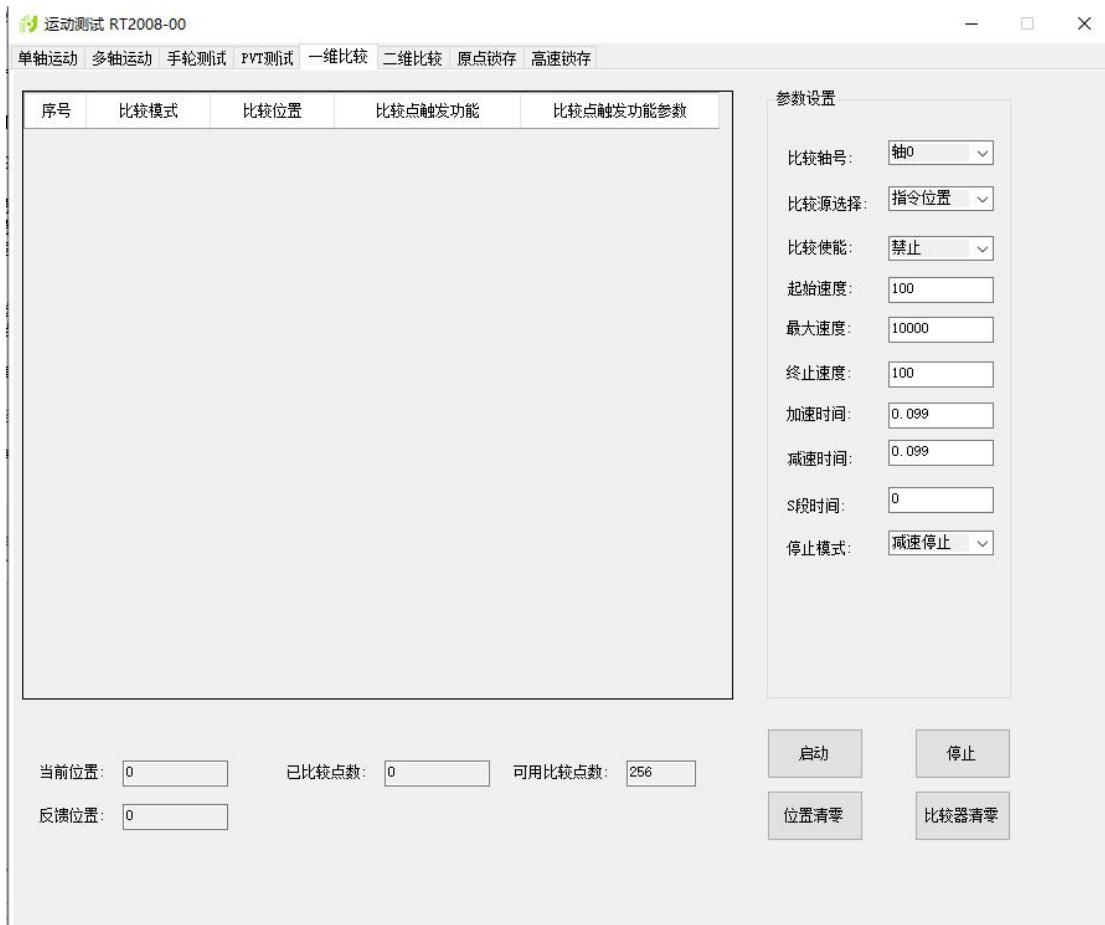 运动测试 RT2008-00
单轴运动 多轴运动 手轮测试 PVT测试 一维比较 二维比较 原点锁存 高速锁存
序号 比较模式 比较位置 比较点触发功能 比较点触发功能参数
参数设置
比较轴号: 轴0
比较源选择: 指令位置
比较使能: 禁止
起始速度: 100
最大速度: 10000
终止速度: 100
加速时间: 0.099
减速时间: 0.099
S段时间: 0
停止模式: 减速停止
启动 停止
当前位置: 0 已比较点数: 0 可用比较点数: 256
位置清零 比较器清零
反馈位置: 0